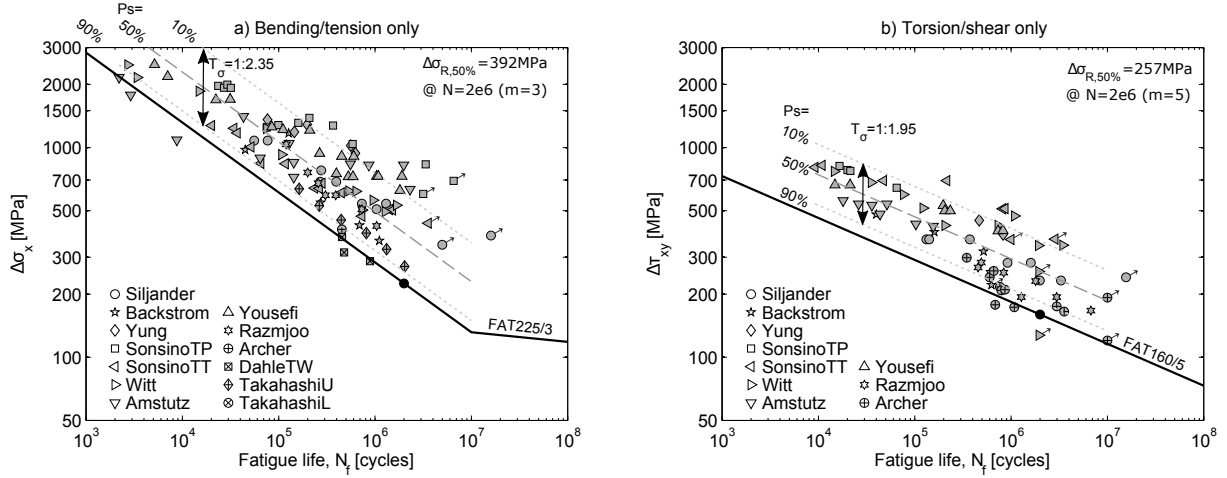 a) Bending/tension only
Ps=
90%
50%
10%
T_σ=1:2.35
Δσ_R,50%=392MPa
@ N=2e6 (m=3)
3000
2000
1500
1000
700
500
300
200
100
50
Δσ_x [MPa]
Siljander
Backstrom
Yung
SonsinoTP
SonsinoTT
Witt
Amstutz
Yousefi
Razmjoo
Archer
DahleTW
TakahashiU
TakahashiL
FAT225/3
10^3
10^4
10^5
10^6
10^7
10^8
Fatigue life, N_f [cycles]
b) Torsion/shear only
Δσ_R,50%=257MPa
@ N=2e6 (m=5)
Ps=
10%
50%
90%
T_σ=1:1.95
3000
2000
1500
1000
700
500
300
200
100
50
Δτ_xy [MPa]
Siljander
Backstrom
Yung
SonsinoTP
SonsinoTT
Witt
Amstutz
Yousefi
Razmjoo
Archer
FAT160/5
10^3
10^4
10^5
10^6
10^7
10^8
Fatigue life, N_f [cycles]